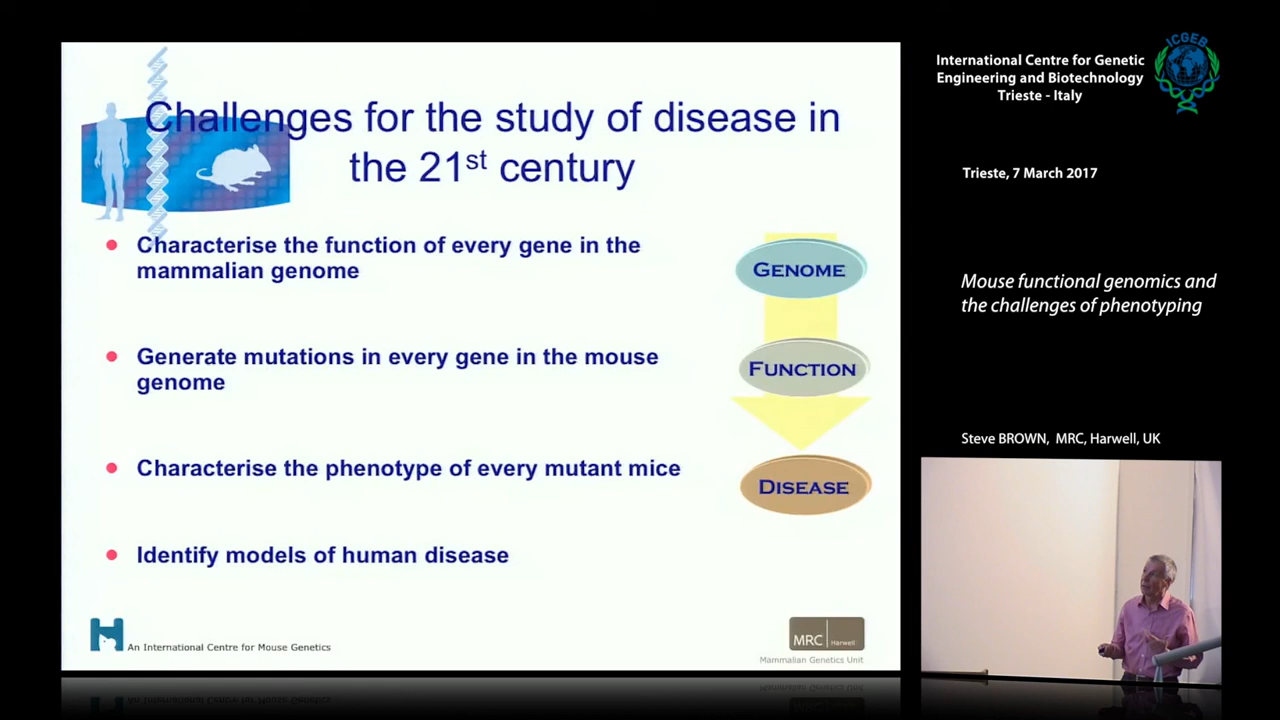 Challenges for the study of disease in
the 21st century
Characterise the function of every gene in the
mammalian genome
Generate mutations in every gene in the mouse
genome
Characterise the phenotype of every mutant mice
Identify models of human disease
GENOME
FUNCTION
DISEASE
An International Centre for Mouse Genetics
MRC Harwell
Mammalian Genetics Unit
International Centre for Genetic
Engineering and Biotechnology
Trieste - Italy
ICGEB
Trieste, 7 March 2017
Mouse functional genomics and
the challenges of phenotyping
Steve BROWN, MRC, Harwell, UK